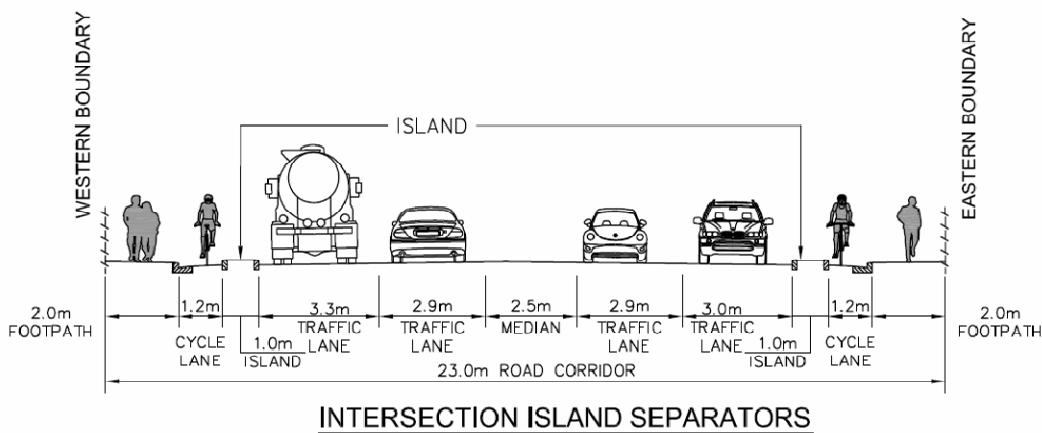 WESTERN BOUNDARY
EASTERN BOUNDARY
ISLAND
2.0m
FOOTPATH
1.2m
CYCLE
LANE
1.0m
ISLAND
3.3m
TRAFFIC
LANE
2.9m
TRAFFIC
LANE
2.5m
MEDIAN
2.9m
TRAFFIC
LANE
3.0m
TRAFFIC
LANE
1.0m
ISLAND
1.2m
CYCLE
LANE
2.0m
FOOTPATH
23.0m ROAD CORRIDOR
INTERSECTION ISLAND SEPARATORS